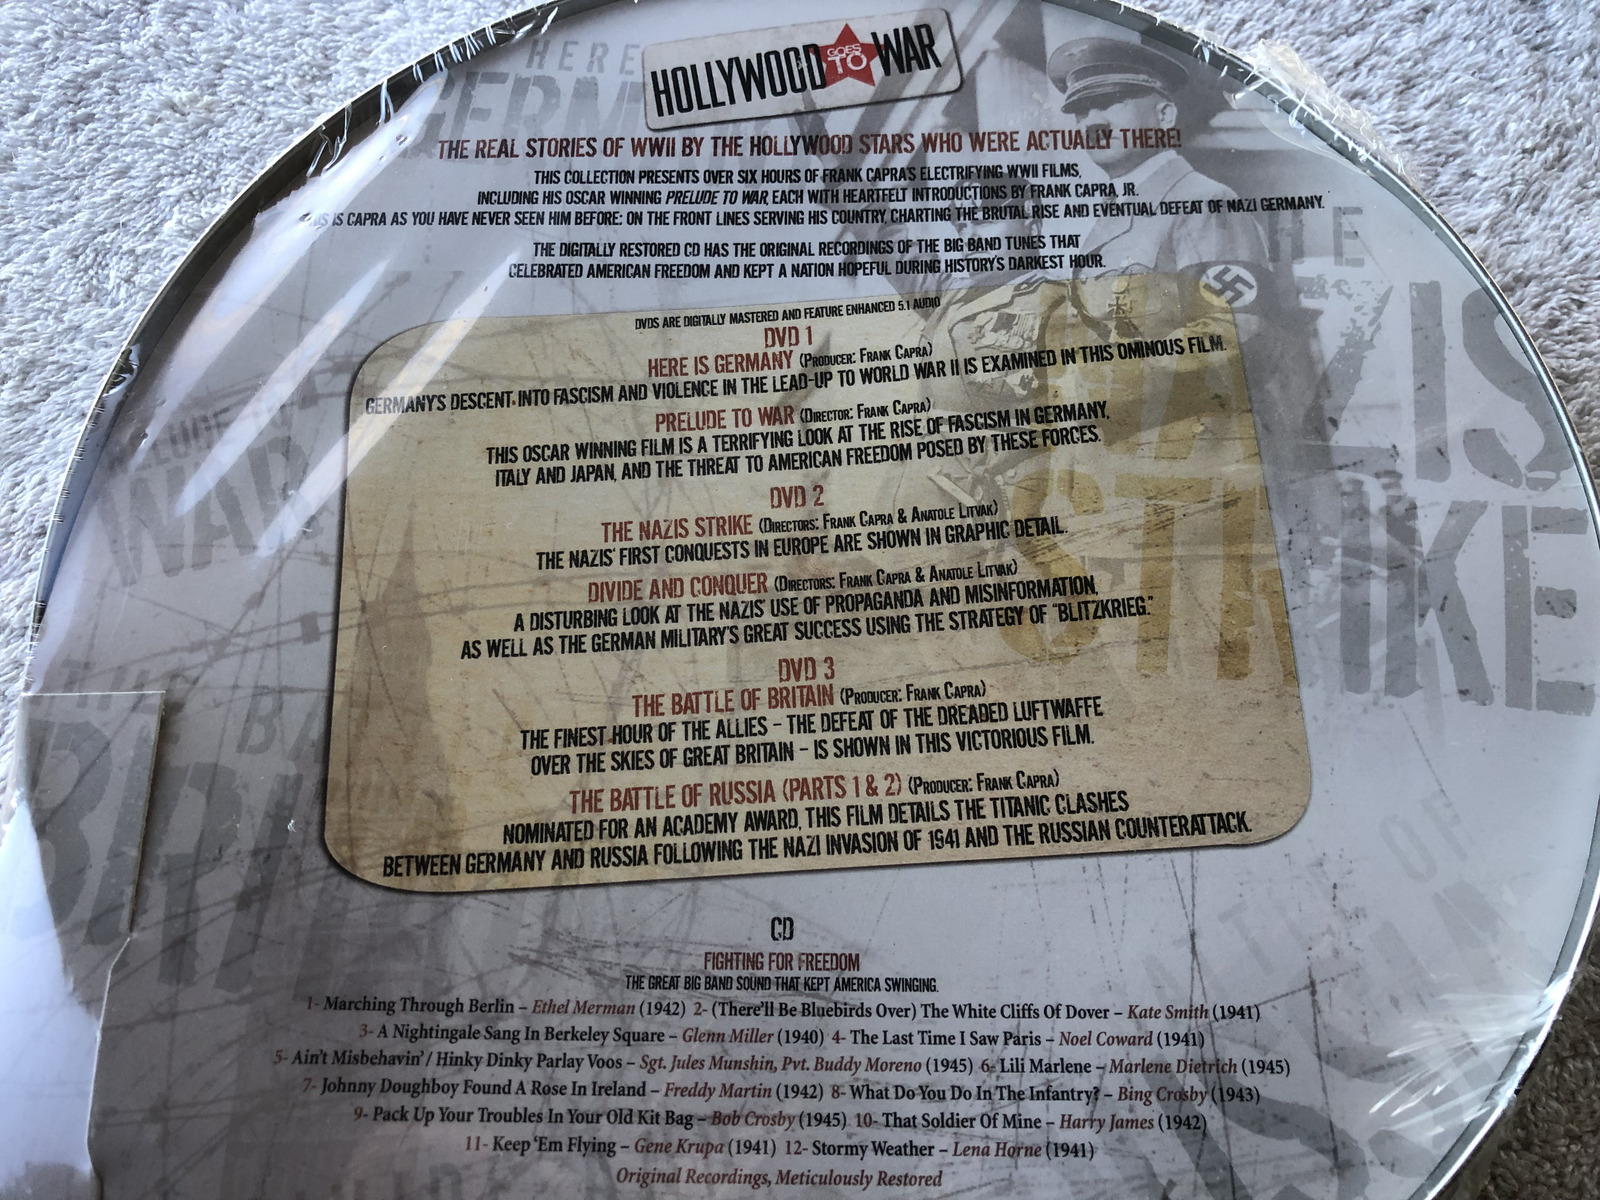 HOLLYWOOD GOES TO WAR
THE REAL STORIES OF WWII BY THE HOLLYWOOD STARS WHO WERE ACTUALLY THERE!
THIS COLLECTION PRESENTS OVER SIX HOURS OF FRANK CAPRA'S ELECTRIFYING WWII FILMS,
INCLUDING HIS OSCAR WINNING PRELUDE TO WAR, EACH WITH HEARTFELT INTRODUCTIONS BY FRANK CAPRA, JR.
IS CAPRA AS YOU HAVE NEVER SEEN HIM BEFORE: ON THE FRONT LINES SERVING HIS COUNTRY, CHARTING THE BRUTAL RISE AND EVENTUAL DEFEAT OF NAZI GERMANY.
THE DIGITALLY RESTORED CD HAS THE ORIGINAL RECORDINGS OF THE BIG BAND TUNES THAT
CELEBRATED AMERICAN FREEDOM AND KEPT A NATION HOPEFUL DURING HISTORY'S DARKEST HOUR.
DVDS ARE DIGITALLY MASTERED AND FEATURE ENHANCED 5.1 AUDIO
DVD 1
HERE IS GERMANY (PRODUCER: FRANK CAPRA)
GERMANY'S DESCENT INTO FASCISM AND VIOLENCE IN THE LEAD-UP TO WORLD WAR II IS EXAMINED IN THIS OMINOUS FILM.
PRELUDE TO WAR (DIRECTOR: FRANK CAPRA)
THIS OSCAR WINNING FILM IS A TERRIFYING LOOK AT THE RISE OF FASCISM IN GERMANY,
ITALY AND JAPAN, AND THE THREAT TO AMERICAN FREEDOM POSED BY THESE FORCES.
DVD 2
THE NAZIS STRIKE (DIRECTORS: FRANK CAPRA & ANATOLE LITVAK)
THE NAZIS' FIRST CONQUESTS IN EUROPE ARE SHOWN IN GRAPHIC DETAIL.
DIVIDE AND CONQUER (DIRECTORS: FRANK CAPRA & ANATOLE LITVAK)
A DISTURBING LOOK AT THE NAZIS' USE OF PROPAGANDA AND MISINFORMATION,
AS WELL AS THE GERMAN MILITARY'S GREAT SUCCESS USING THE STRATEGY OF "BLITZKRIEG."
DVD 3
THE BATTLE OF BRITAIN (PRODUCER: FRANK CAPRA)
THE FINEST HOUR OF THE ALLIES – THE DEFEAT OF THE DREADED LUFTWAFFE
OVER THE SKIES OF GREAT BRITAIN – IS SHOWN IN THIS VICTORIOUS FILM.
THE BATTLE OF RUSSIA (PARTS 1 & 2) (PRODUCER: FRANK CAPRA)
NOMINATED FOR AN ACADEMY AWARD, THIS FILM DETAILS THE TITANIC CLASHES
BETWEEN GERMANY AND RUSSIA FOLLOWING THE NAZI INVASION OF 1941 AND THE RUSSIAN COUNTERATTACK.
CD
FIGHTING FOR FREEDOM
THE GREAT BIG BAND SOUND THAT KEPT AMERICA SWINGING.
1- Marching Through Berlin – Ethel Merman (1942) 2- (There'll Be Bluebirds Over) The White Cliffs Of Dover – Kate Smith (1941)
3- A Nightingale Sang In Berkeley Square – Glenn Miller (1940) 4- The Last Time I Saw Paris – Noel Coward (1941)
5- Ain't Misbehavin' / Hinky Dinky Parlay Voos – Sgt. Jules Munshin, Pvt. Buddy Moreno (1945) 6- Lili Marlene – Marlene Dietrich (1945)
7- Johnny Doughboy Found A Rose In Ireland – Freddy Martin (1942) 8- What Do You Do In The Infantry? – Bing Crosby (1943)
9- Pack Up Your Troubles In Your Old Kit Bag – Bob Crosby (1945) 10- That Soldier Of Mine – Harry James (1942)
11- Keep 'Em Flying – Gene Krupa (1941) 12- Stormy Weather – Lena Horne (1941)
Original Recordings, Meticulously Restored
HERE
GERM
THE
NAZIS
STRIKE
WAR